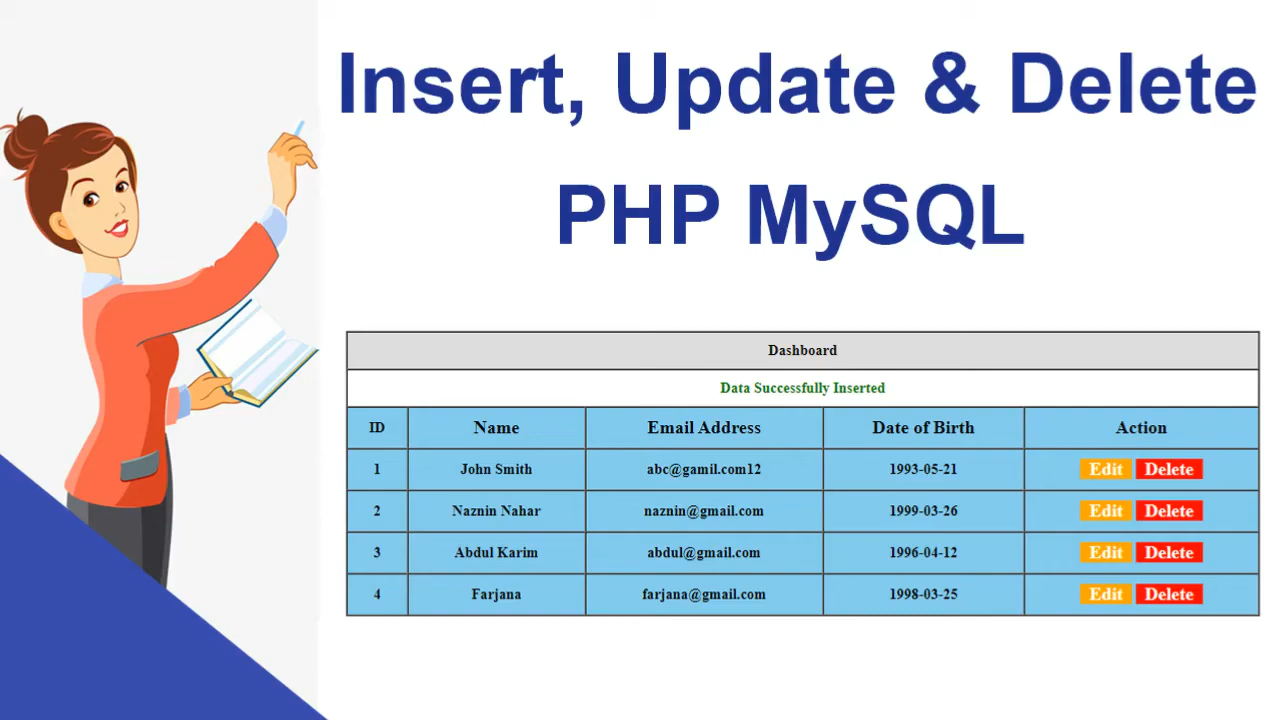 Insert, Update & Delete
PHP MySQL
Dashboard
Data Successfully Inserted
ID Name Email Address Date of Birth Action
1 John Smith abc@gamil.com12 1993-05-21 Edit Delete
2 Naznin Nahar naznin@gmail.com 1999-03-26 Edit Delete
3 Abdul Karim abdul@gmail.com 1996-04-12 Edit Delete
4 Farjana farjana@gmail.com 1998-03-25 Edit Delete